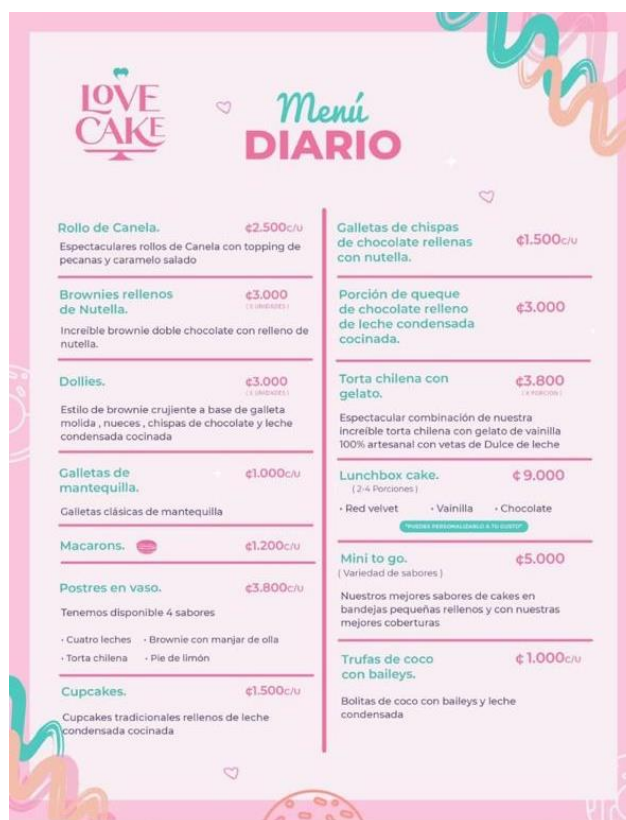 LOVE
CAKE
Menú
DIARIO
Rollo de Canela. ¢2.500c/u
Espectaculares rollos de Canela con topping de
pecanas y caramelo salado
Brownies rellenos ¢3.000
de Nutella.
Increíble brownie doble chocolate con relleno de
nutella.
Dollies. ¢3.000
Estilo de brownie crujiente a base de galleta
molida , nueces , chispas de chocolate y leche
condensada cocinada
Galletas de ¢1.000c/u
mantequilla.
Galletas clásicas de mantequilla
Macarons. ¢1.200c/u
Postres en vaso. ¢3.800c/u
Tenemos disponible 4 sabores
• Cuatro leches • Brownie con manjar de olla
• Torta chilena • Pie de limón
Cupcakes. ¢1.500c/u
Cupcakes tradicionales rellenos de leche
condensada cocinada
Galletas de chispas
de chocolate rellenas ¢1.500c/u
con nutella.
Porción de queque
de chocolate relleno ¢3.000
de leche condensada
cocinada.
Torta chilena con ¢3.800
gelato.
Espectacular combinación de nuestra
increíble torta chilena con gelato de vainilla
100% artesanal con vetas de Dulce de leche
Lunchbox cake. ¢ 9.000
( 2-4 Porciones )
• Red velvet • Vainilla • Chocolate
"PUEDES PERSONALIZARLO A TU GUSTO"
Mini to go. ¢5.000
( Variedad de sabores )
Nuestros mejores sabores de cakes en
bandejas pequeñas rellenos y con nuestras
mejores coberturas
Trufas de coco ¢ 1.000c/u
con baileys.
Bolitas de coco con baileys y leche
condensada